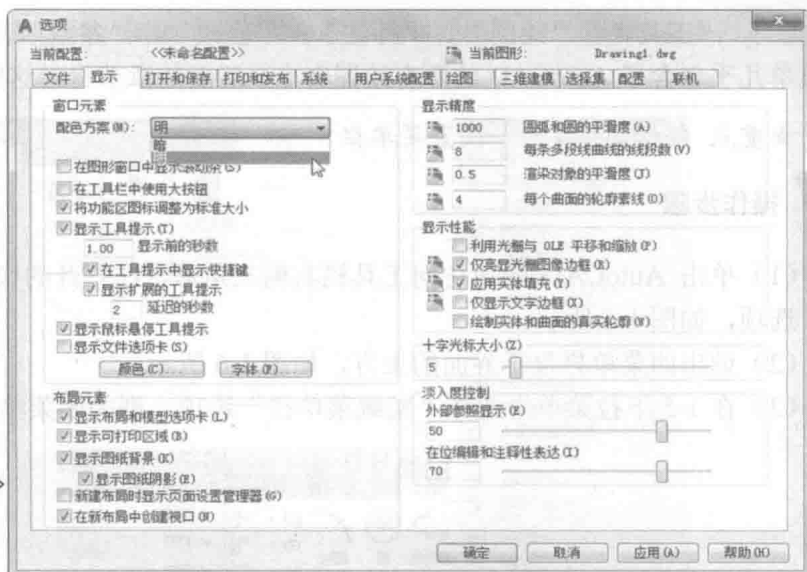 A 选项
当前配置: <<未命名配置>> 当前图形: Drawing1.dwg
文件 显示 打开和保存 打印和发布 系统 用户系统配置 绘图 三维建模 选择集 配置 联机
窗口元素
配色方案(M): 明
暗
在图形窗口中显示滚动条(S)
在工具栏中使用大按钮
将功能区图标调整为标准大小
显示工具提示(T)
1.00 显示前的秒数
在工具提示中显示快捷键
显示扩展的工具提示
2 延迟的秒数
显示鼠标悬停工具提示
显示文件选项卡(S)
颜色(C)... 字体(F)...
布局元素
显示布局和模型选项卡(L)
显示可打印区域(B)
显示图纸背景(K)
显示图纸阴影(E)
新建布局时显示页面设置管理器(G)
在新布局中创建视口(N)
显示精度
1000 圆弧和圆的平滑度(A)
8 每条多段线曲线的线段数(V)
0.5 渲染对象的平滑度(J)
4 每个曲面的轮廓素线(O)
显示性能
利用光栅与 OLE 平移和缩放(P)
仅亮显光栅图像边框(R)
应用实体填充(Y)
仅显示文字边框(X)
绘制实体和曲面的真实轮廓(W)
十字光标大小(Z)
5
淡入度控制
外部参照显示(E)
50
在位编辑和注释性表达(I)
70
确定 取消 应用(A) 帮助(H)